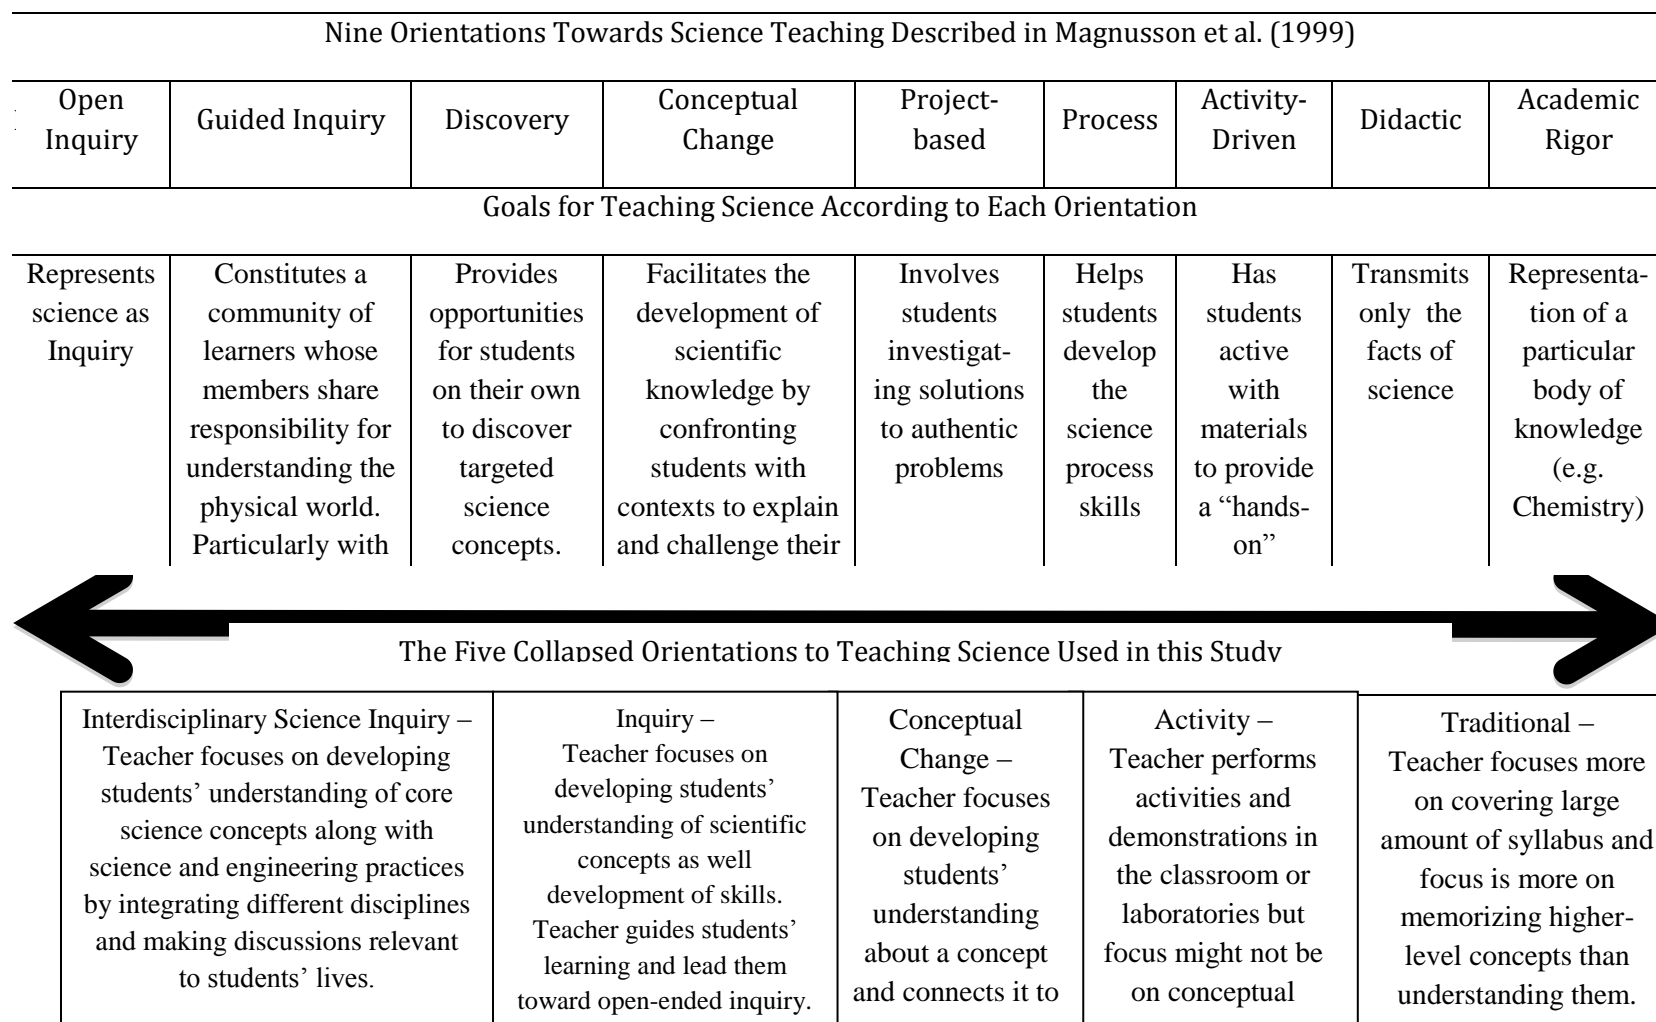 Nine Orientations Towards Science Teaching Described in Magnusson et al. (1999)
Open
Inquiry
Guided Inquiry
Discovery
Conceptual
Change
Project-
based
Process
Activity-
Driven
Didactic
Academic
Rigor
Goals for Teaching Science According to Each Orientation
Represents
science as
Inquiry
Constitutes a
community of
learners whose
members share
responsibility for
understanding the
physical world.
Particularly with
Provides
opportunities
for students
on their own
to discover
targeted
science
concepts.
Facilitates the
development of
scientific
knowledge by
confronting
students with
contexts to explain
and challenge their
Involves
students
investigat-
ing solutions
to authentic
problems
Helps
students
develop
the
science
process
skills
Has
students
active
with
materials
to provide
a “hands-
on”
Transmits
only the
facts of
science
Representa-
tion of a
particular
body of
knowledge
(e.g.
Chemistry)
The Five Collapsed Orientations to Teaching Science Used in this Study
Interdisciplinary Science Inquiry –
Teacher focuses on developing
students’ understanding of core
science concepts along with
science and engineering practices
by integrating different disciplines
and making discussions relevant
to students’ lives.
Inquiry –
Teacher focuses on
developing students’
understanding of scientific
concepts as well
development of skills.
Teacher guides students’
learning and lead them
toward open-ended inquiry.
Conceptual
Change –
Teacher focuses
on developing
students’
understanding
about a concept
and connects it to
Activity –
Teacher performs
activities and
demonstrations in
the classroom or
laboratories but
focus might not be
on conceptual
Traditional –
Teacher focuses more
on covering large
amount of syllabus and
focus is more on
memorizing higher-
level concepts than
understanding them.